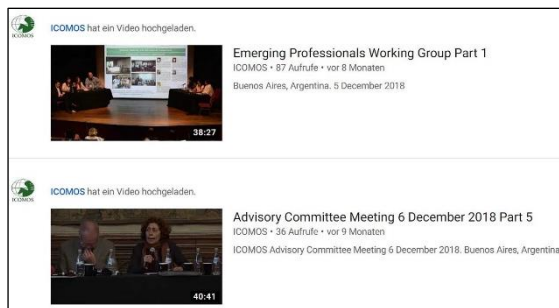 ICOMOS hat ein Video hochgeladen.
Emerging Professionals Working Group Part 1
ICOMOS • 87 Aufrufe • vor 8 Monaten
Buenos Aires, Argentina. 5 December 2018
38:27
ICOMOS hat ein Video hochgeladen.
Advisory Committee Meeting 6 December 2018 Part 5
ICOMOS • 36 Aufrufe • vor 9 Monaten
ICOMOS Advisory Committee Meeting 6 December 2018. Buenos Aires, Argentina
40:41